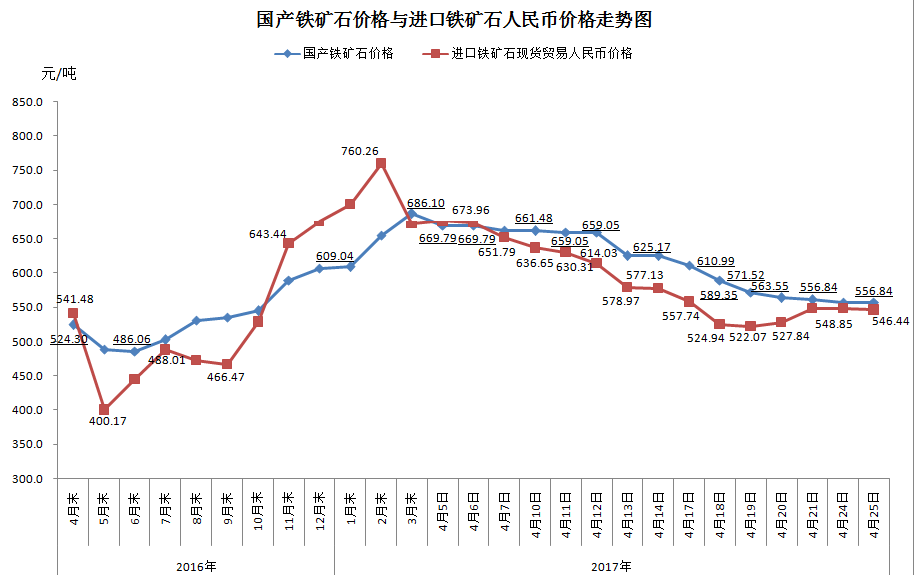 国产铁矿石价格与进口铁矿石人民币价格走势图
国产铁矿石价格 进口铁矿石现货贸易人民币价格
元/吨
850.0
800.0
750.0
700.0
650.0
600.0
550.0
500.0
450.0
400.0
350.0
300.0
541.48
524.30
400.17
486.06
488.01
466.47
643.44
609.04
760.26
686.10
669.79
673.96
669.79
651.79
661.48
636.65
659.05
630.31
659.05
614.03
578.97
625.17
577.13
610.99
557.74
589.35
524.94
571.52
522.07
563.55
527.84
556.84
548.85
556.84
546.44
4月末
5月末
6月末
7月末
8月末
9月末
10月末
11月末
12月末
1月末
2月末
3月末
4月5日
4月6日
4月7日
4月10日
4月11日
4月12日
4月13日
4月14日
4月17日
4月18日
4月19日
4月20日
4月21日
4月24日
4月25日
2016年 2017年